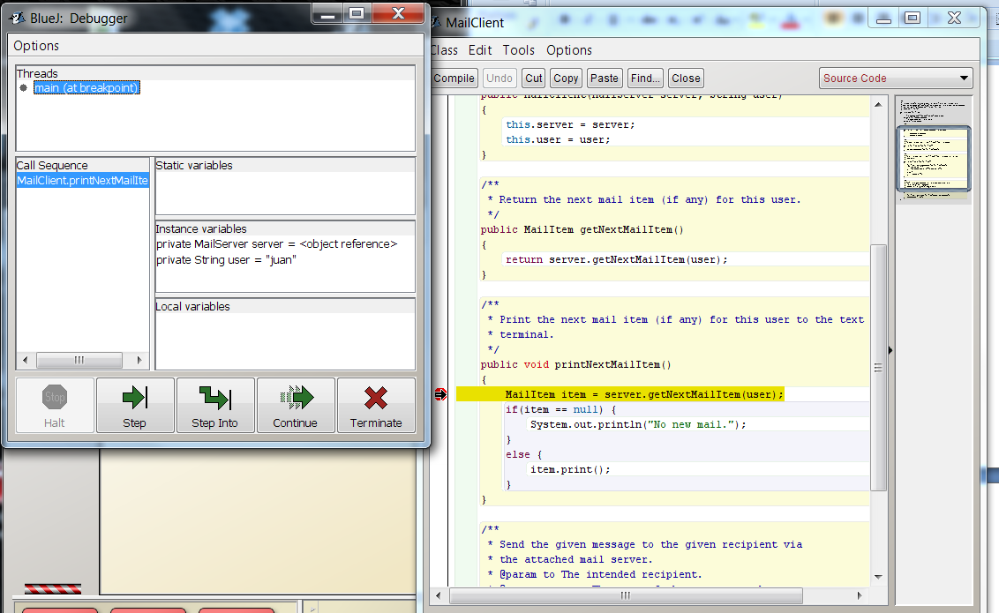 BlueJ: Debugger
Options
Threads
main (at breakpoint)
Call Sequence
MailClient.printNextMailIte
Static variables
Instance variables
private MailServer server = <object reference>
private String user = "juan"
Local variables
Stop
Halt
Step
Step Into
Continue
Terminate
MailClient
Class Edit Tools Options
Compile Undo Cut Copy Paste Find... Close
Source Code
public MailClient(MailServer server, String user)
{
this.server = server;
this.user = user;
}
/**
* Return the next mail item (if any) for this user.
*/
public MailItem getNextMailItem()
{
return server.getNextMailItem(user);
}
/**
* Print the next mail item (if any) for this user to the text
* terminal.
*/
public void printNextMailItem()
{
MailItem item = server.getNextMailItem(user);
if(item == null) {
System.out.println("No new mail.");
}
else {
item.print();
}
}
/**
* Send the given message to the given recipient via
* the attached mail server.
* @param to The intended recipient.